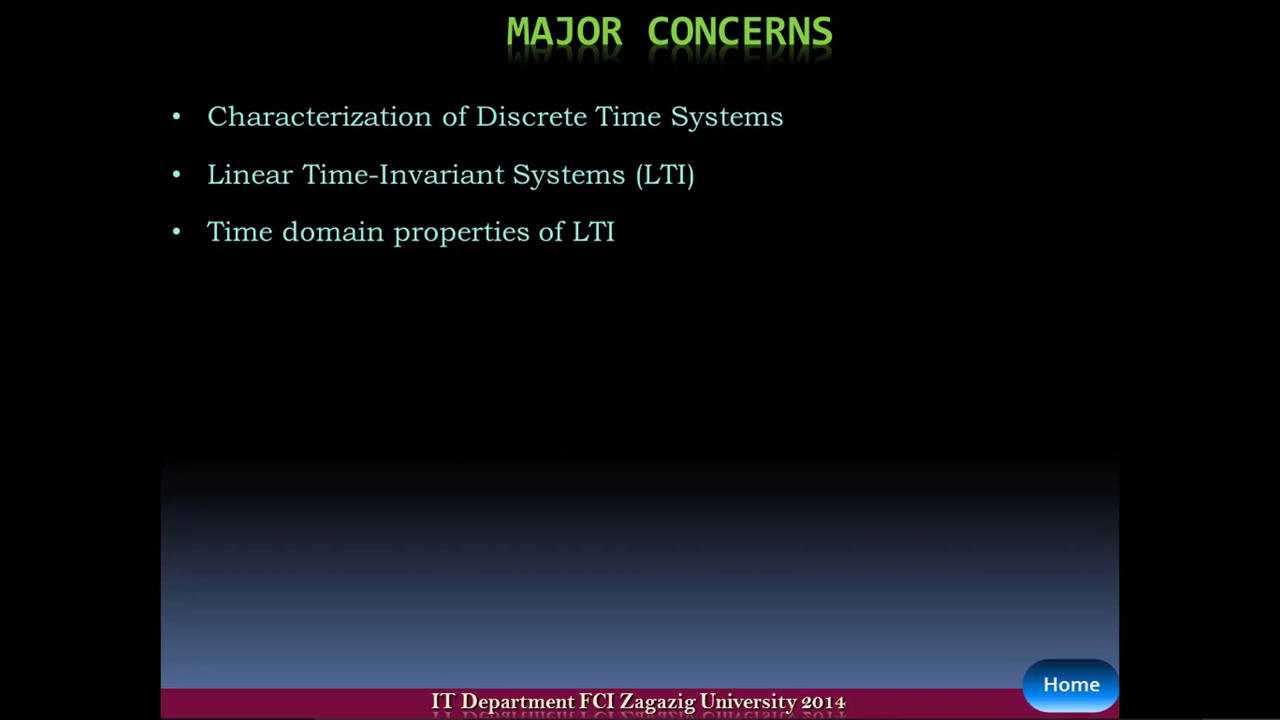 MAJOR CONCERNS
• Characterization of Discrete Time Systems
• Linear Time-Invariant Systems (LTI)
• Time domain properties of LTI
Home
IT Department FCI Zagazig University 2014